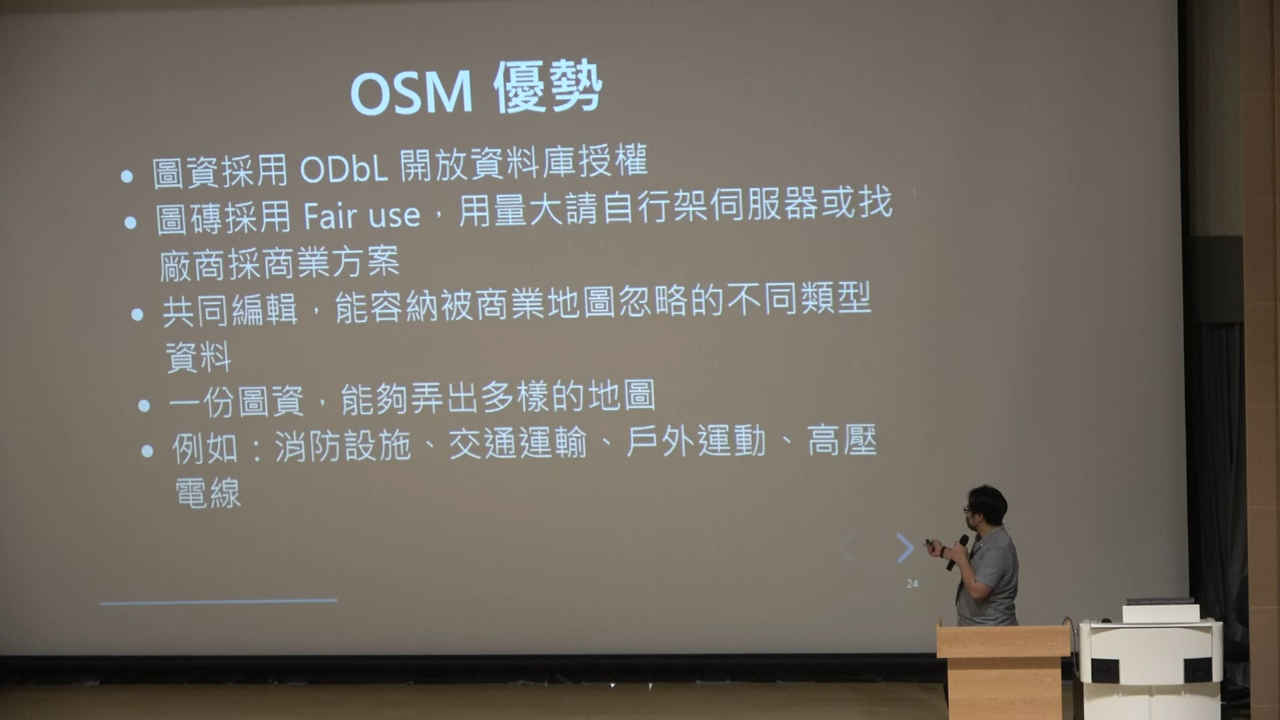 OSM 優勢
• 圖資採用 ODbL 開放資料庫授權
• 圖磚採用 Fair use，用量大請自行架伺服器或找
廠商採商業方案
• 共同編輯，能容納被商業地圖忽略的不同類型
資料
• 一份圖資，能夠弄出多樣的地圖
• 例如：消防設施、交通運輸、戶外運動、高壓
電線
24